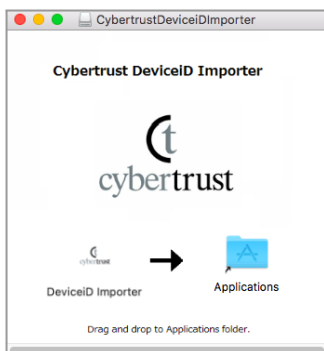 CybertrustDeviceiDImporter
Cybertrust DeviceiD Importer
cybertrust
cybertrust
DeviceiD Importer
Applications
Drag and drop to Applications folder.